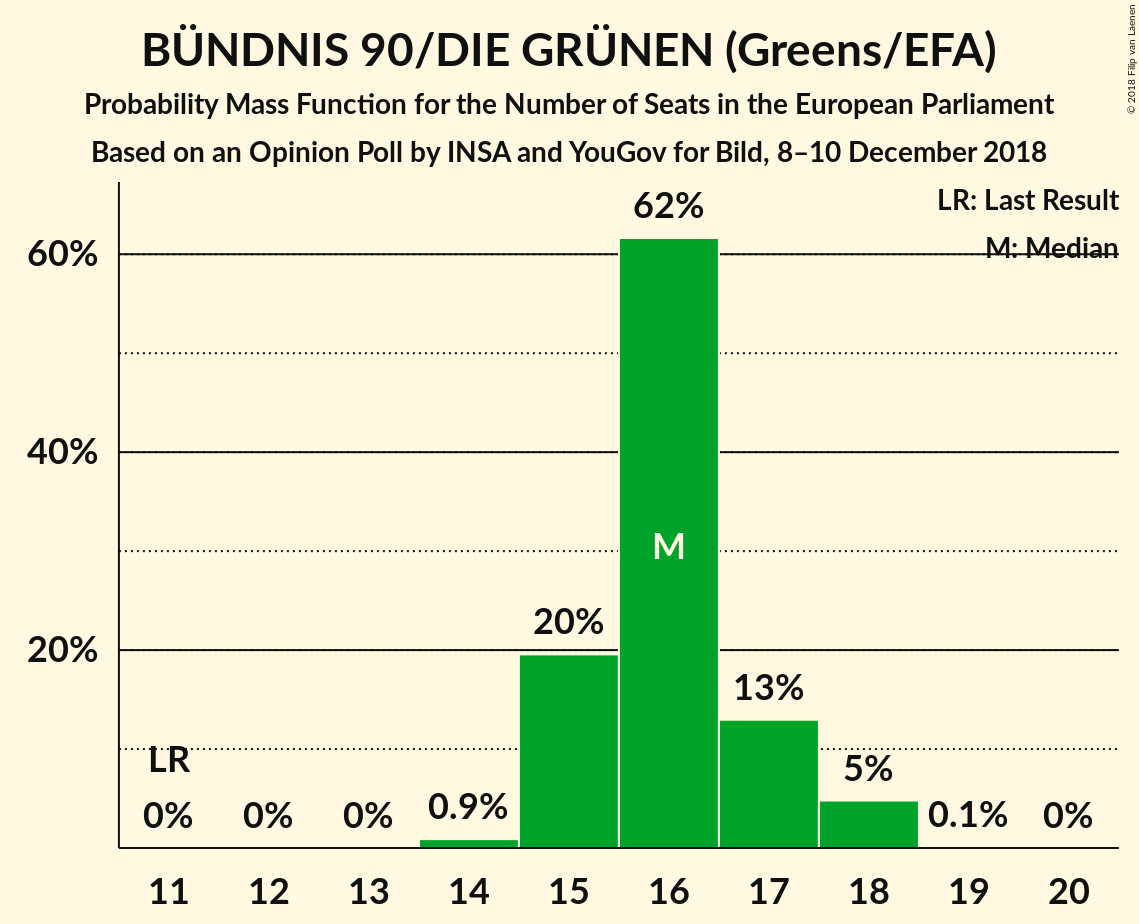 BÜNDNIS 90/DIE GRÜNEN (Greens/EFA)
Probability Mass Function for the Number of Seats in the European Parliament
Based on an Opinion Poll by INSA and YouGov for Bild, 8–10 December 2018
© 2018 Filip van Laenen
LR: Last Result
M: Median
60%
40%
20%
62%
M
20%
13%
LR
5%
0% 0% 0% 0.9% 0.1% 0%
11 12 13 14 15 16 17 18 19 20